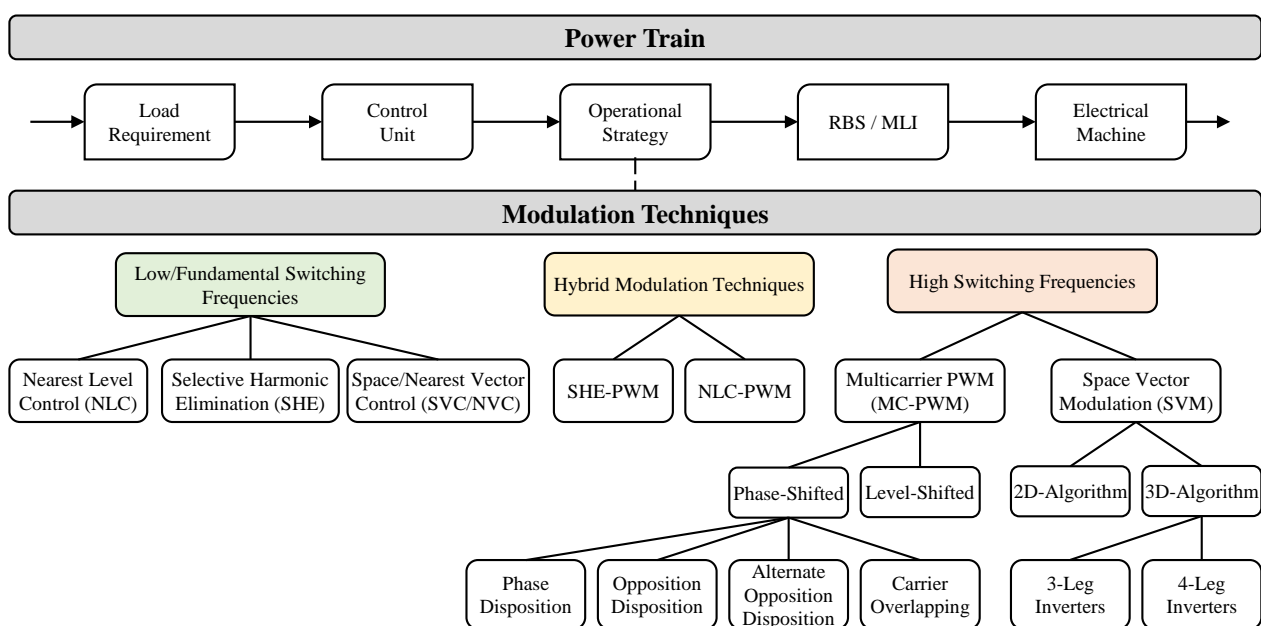 Power Train
Load
Requirement
Control
Unit
Operational
Strategy
RBS / MLI
Electrical
Machine
Modulation Techniques
Low/Fundamental Switching
Frequencies
Hybrid Modulation Techniques
High Switching Frequencies
Nearest Level
Control (NLC)
Selective Harmonic
Elimination (SHE)
Space/Nearest Vector
Control (SVC/NVC)
SHE-PWM
NLC-PWM
Multicarrier PWM
(MC-PWM)
Space Vector
Modulation (SVM)
Phase-Shifted
Level-Shifted
2D-Algorithm
3D-Algorithm
Phase
Disposition
Opposition
Disposition
Alternate
Opposition
Disposition
Carrier
Overlapping
3-Leg
Inverters
4-Leg
Inverters